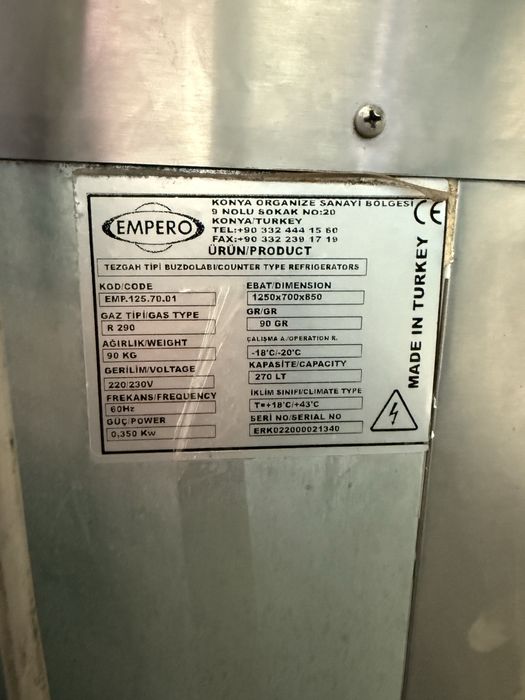 EMPERO
KONYA ORGANIZE SANAYİ BÖLGESİ
9 NOLU SOKAK NO:20
KONYA/TURKEY
TEL:+90 332 444 15 60
FAX:+90 332 239 17 19
CE
ÜRÜN/PRODUCT
TEZGAH TİPİ BUZDOLABI/COUNTER TYPE REFRIGERATORS
KOD/CODE
EMP.125.70.01
EBAT/DIMENSION
1250x700x850
GAZ TİPİ/GAS TYPE
R 290
GR/GR
90 GR
AĞIRLIK/WEIGHT
90 KG
ÇALIŞMA A./OPERATION R.
-18°C/-20°C
GERİLİM/VOLTAGE
220/230V
KAPASİTE/CAPACITY
270 LT
FREKANS/FREQUENCY
60Hz
İKLİM SINIFI/CLIMATE TYPE
T=+18°C/+43°C
GÜÇ/POWER
0,350 Kw
SERİ NO/SERIAL NO
ERK022000021340
MADE IN TURKEY